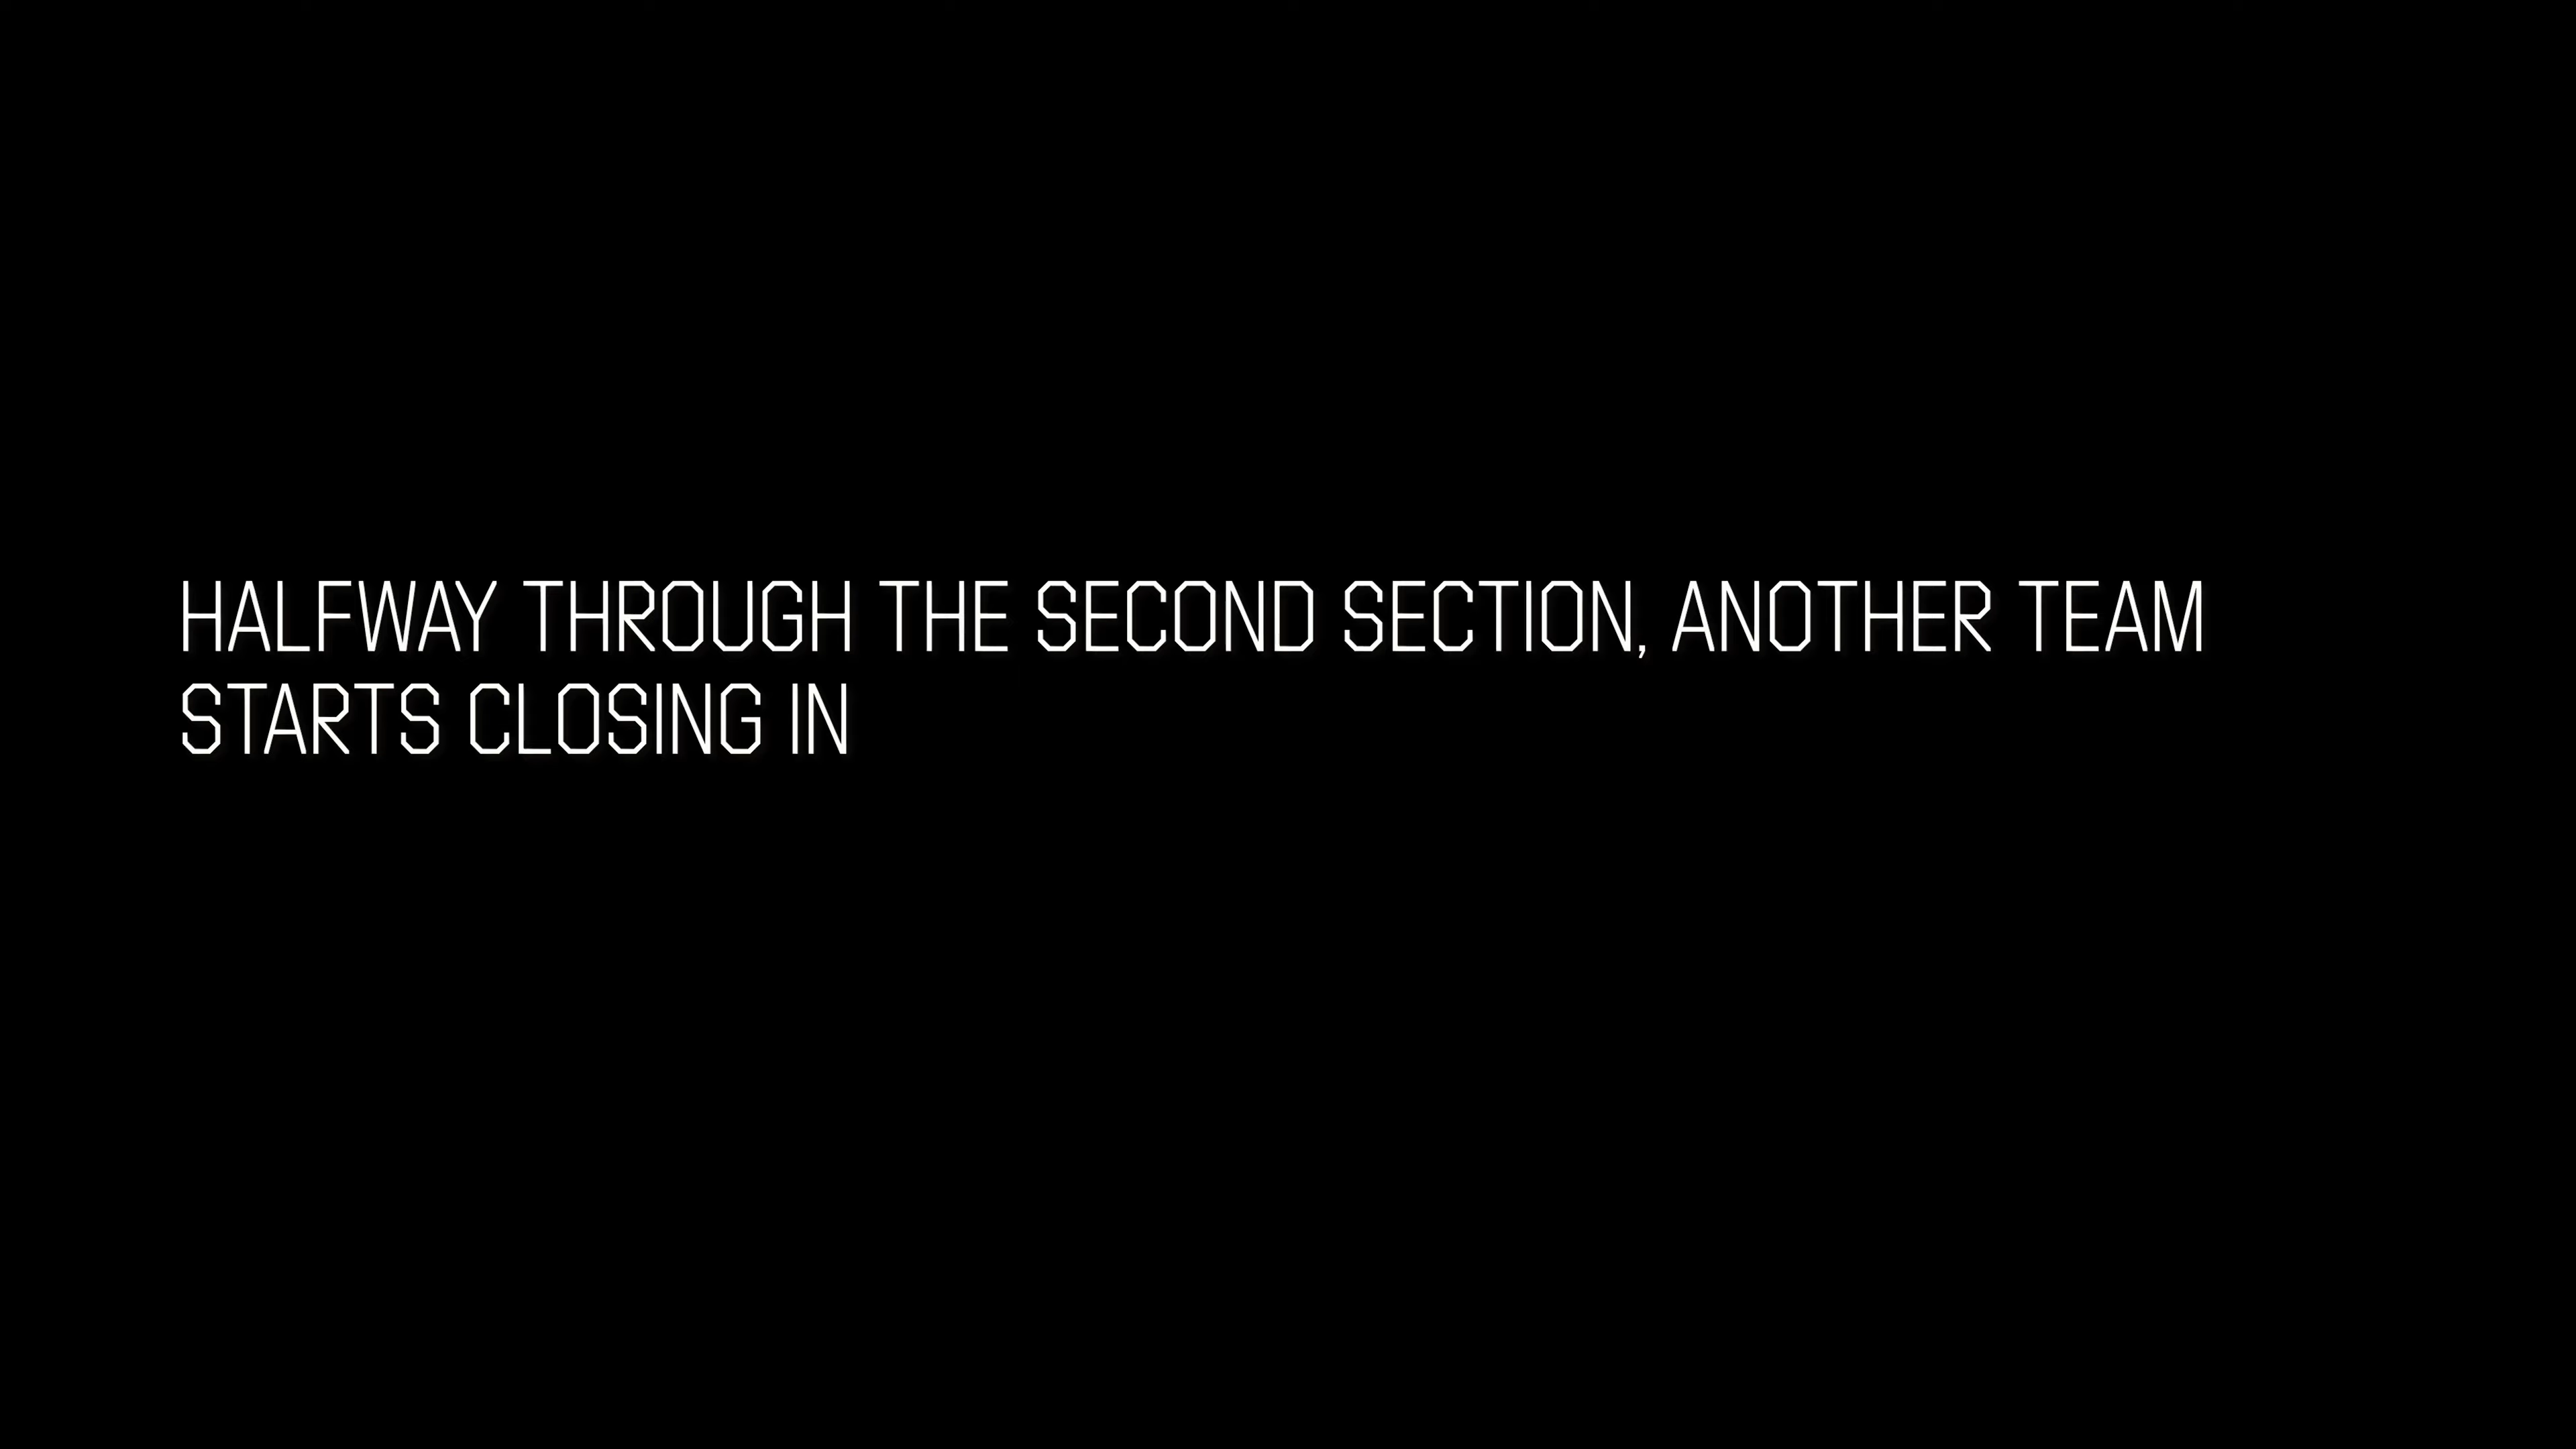 HALFWAY THROUGH THE SECOND SECTION, ANOTHER TEAM
STARTS CLOSING IN